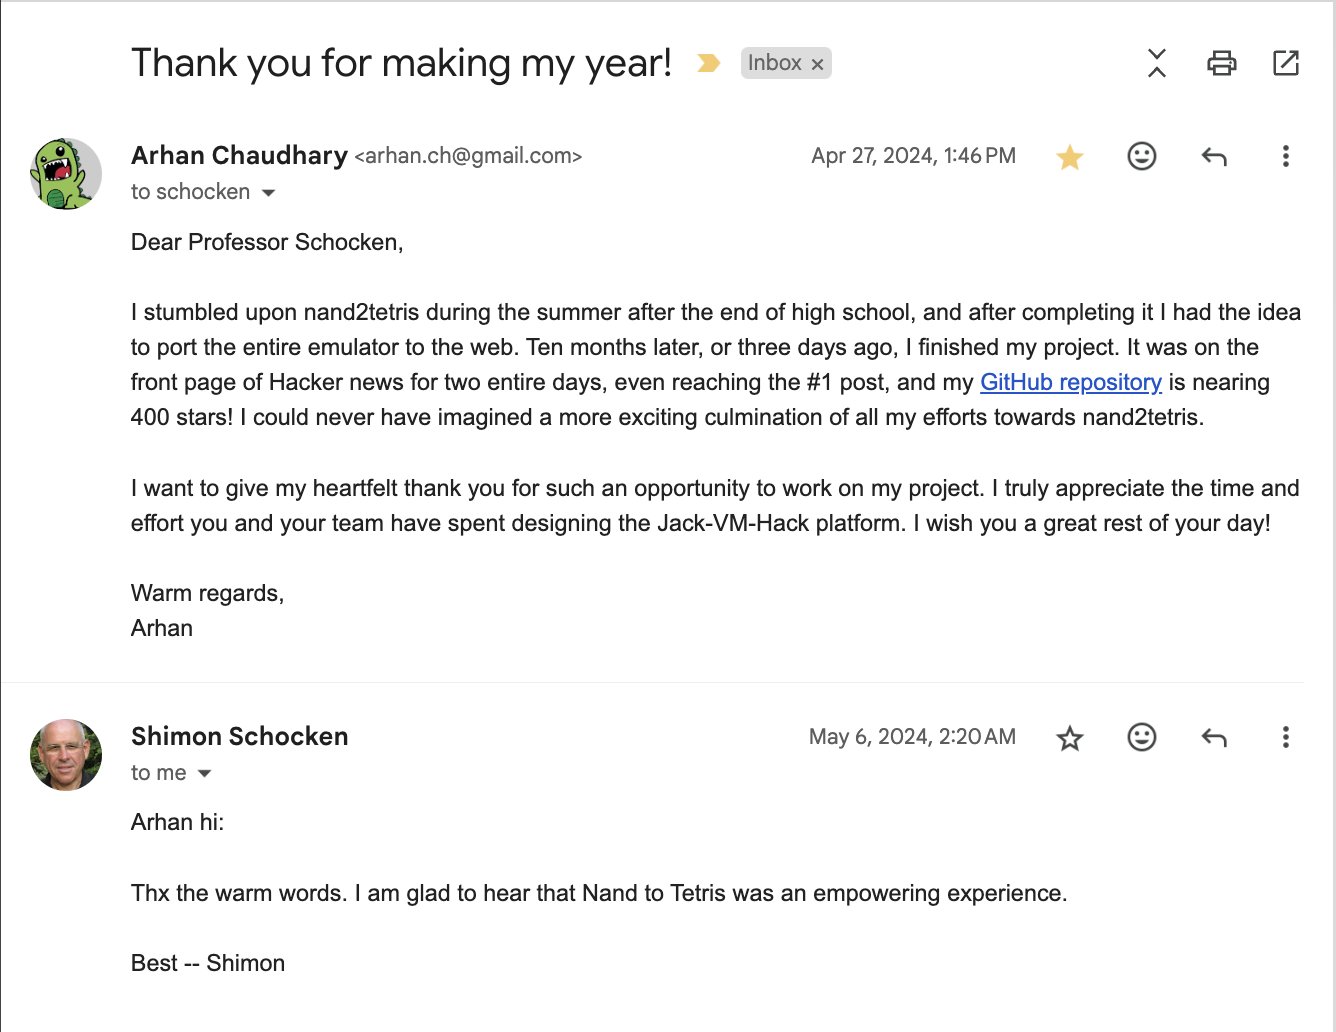 Thank you for making my year!
Inbox ×
Arhan Chaudhary <arhan.ch@gmail.com>
Apr 27, 2024, 1:46 PM
to schocken
Dear Professor Schocken,
I stumbled upon nand2tetris during the summer after the end of high school, and after completing it I had the idea
to port the entire emulator to the web. Ten months later, or three days ago, I finished my project. It was on the
front page of Hacker news for two entire days, even reaching the #1 post, and my GitHub repository is nearing
400 stars! I could never have imagined a more exciting culmination of all my efforts towards nand2tetris.
I want to give my heartfelt thank you for such an opportunity to work on my project. I truly appreciate the time and
effort you and your team have spent designing the Jack-VM-Hack platform. I wish you a great rest of your day!
Warm regards,
Arhan
Shimon Schocken
May 6, 2024, 2:20 AM
to me
Arhan hi:
Thx the warm words. I am glad to hear that Nand to Tetris was an empowering experience.
Best -- Shimon